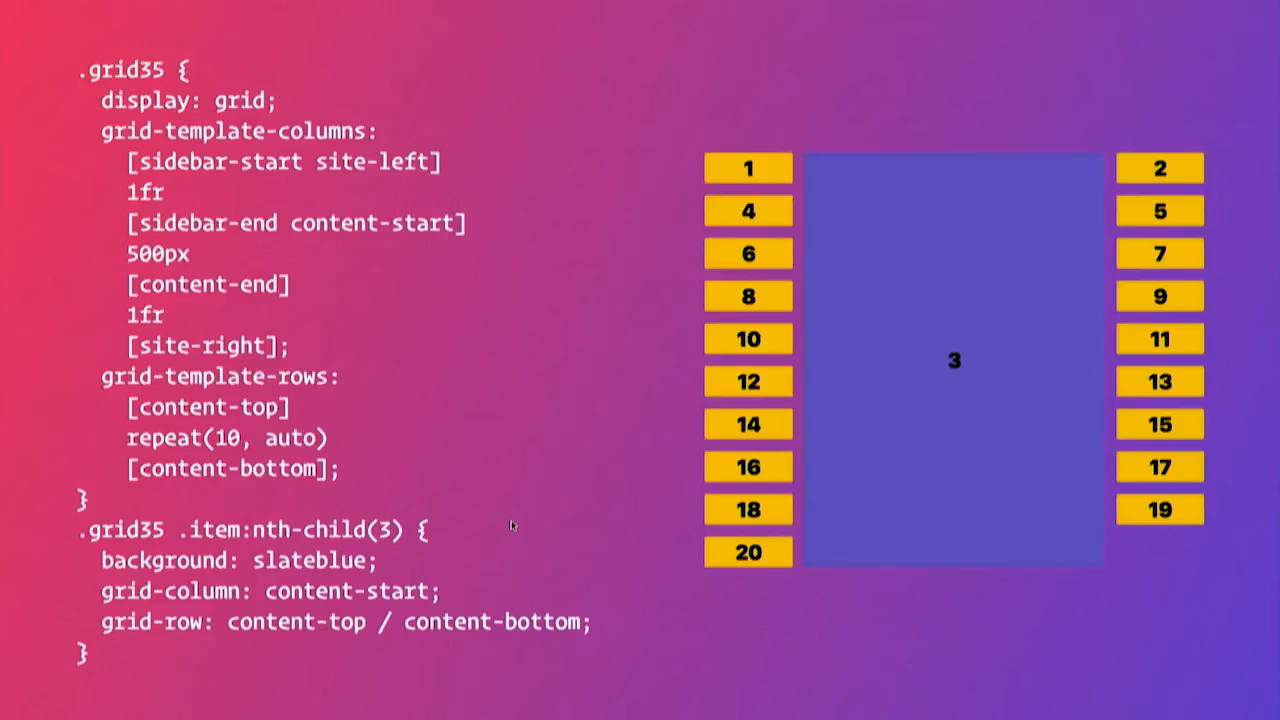 .grid35 {
display: grid;
grid-template-columns:
[sidebar-start site-left]
1fr
[sidebar-end content-start]
500px
[content-end]
1fr
[site-right];
grid-template-rows:
[content-top]
repeat(10, auto)
[content-bottom];
}
.grid35 .item:nth-child(3) {
background: slateblue;
grid-column: content-start;
grid-row: content-top / content-bottom;
}
1 2
4 5
6 7
8 9
10 11
3
12 13
14 15
16 17
18 19
20